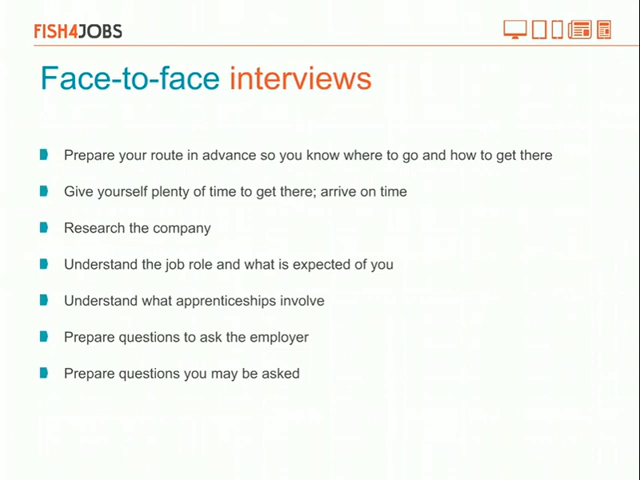 FISH4JOBS
Face-to-face interviews
Prepare your route in advance so you know where to go and how to get there
Give yourself plenty of time to get there; arrive on time
Research the company
Understand the job role and what is expected of you
Understand what apprenticeships involve
Prepare questions to ask the employer
Prepare questions you may be asked